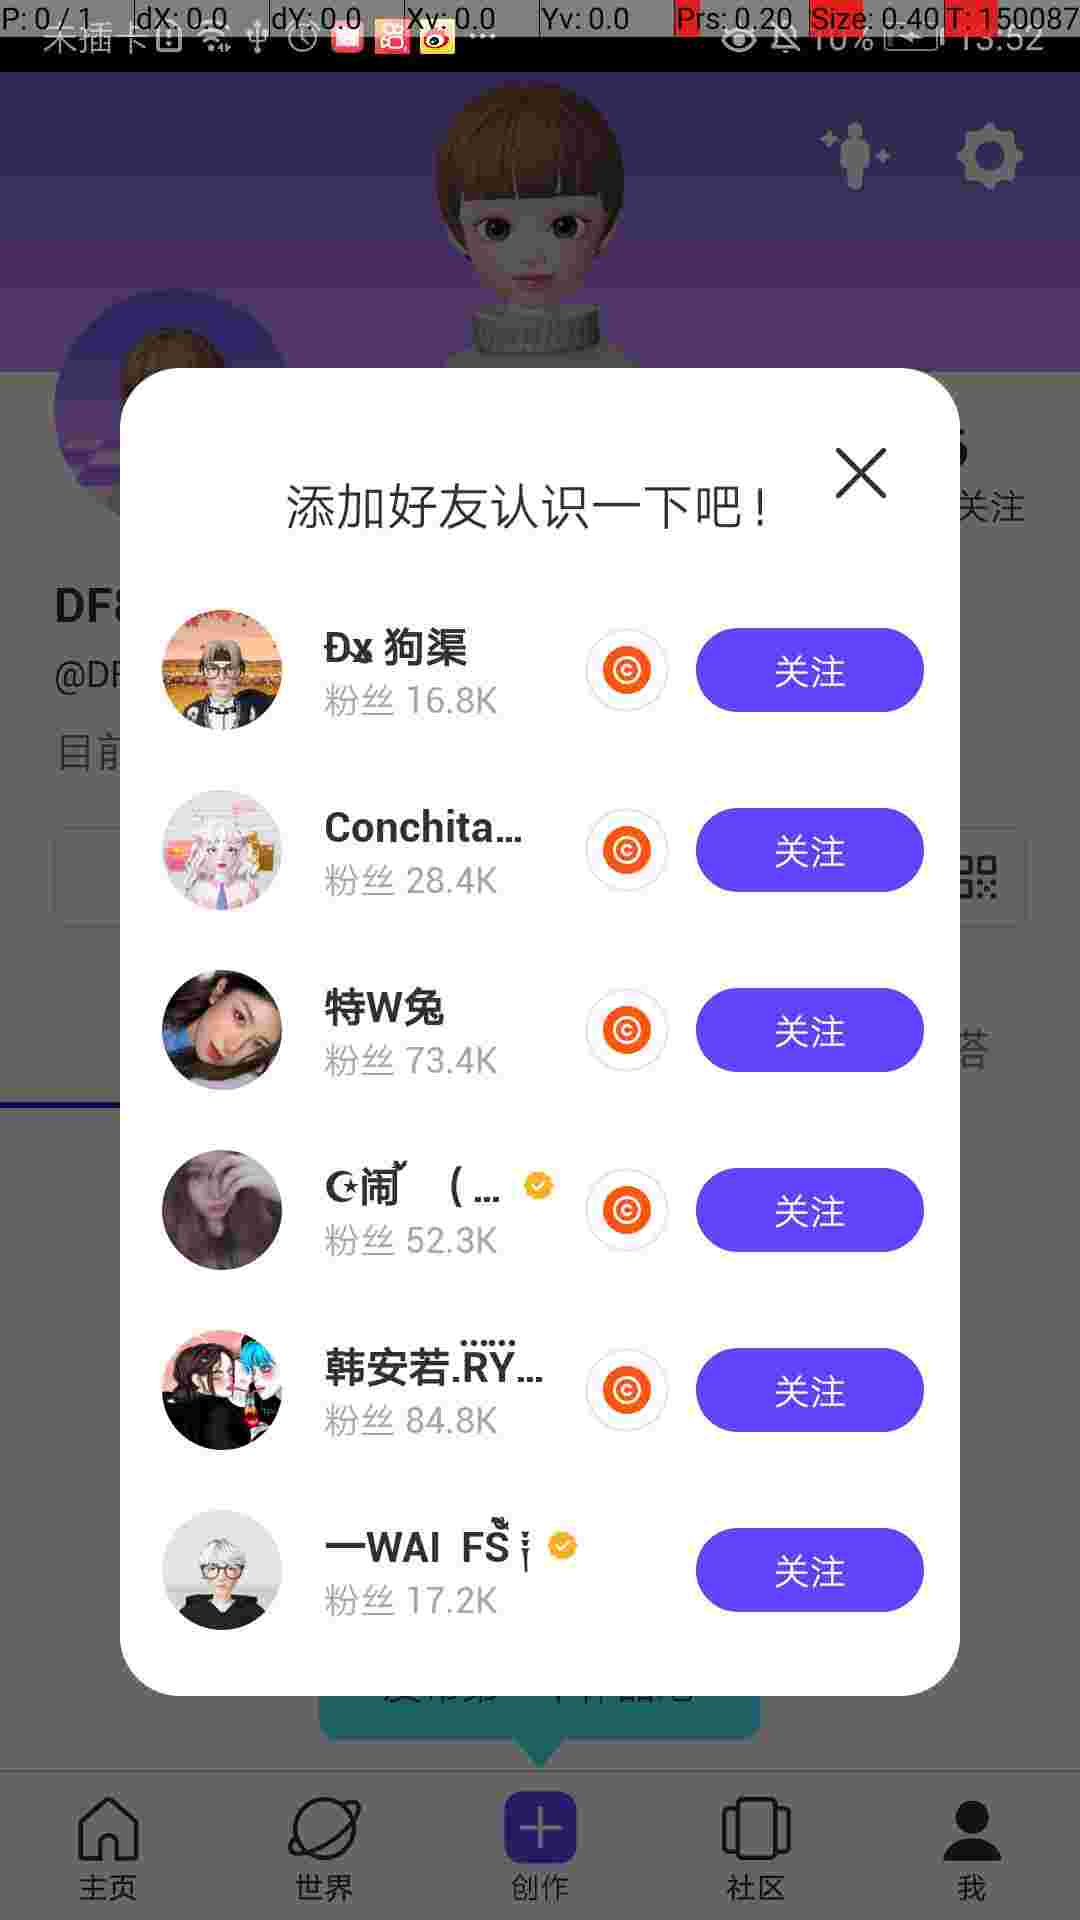 P: 0 / 1 dX: 0.0 dY: 0.0 Xv: 0.0 Yv: 0.0 Prs: 0.20 Size: 0.40 T: 150087
未插卡 10% 13:52
关注
添加好友认识一下吧！
DF8
@DF
目前
Ðx 狗渠
粉丝 16.8K
关注
Conchita...
粉丝 28.4K
关注
特W兔
粉丝 73.4K
关注
答
☪闹 ( ...
粉丝 52.3K
关注
韩安若.RY...
粉丝 84.8K
关注
一WAI FS
粉丝 17.2K
关注
主页 世界 创作 社区 我